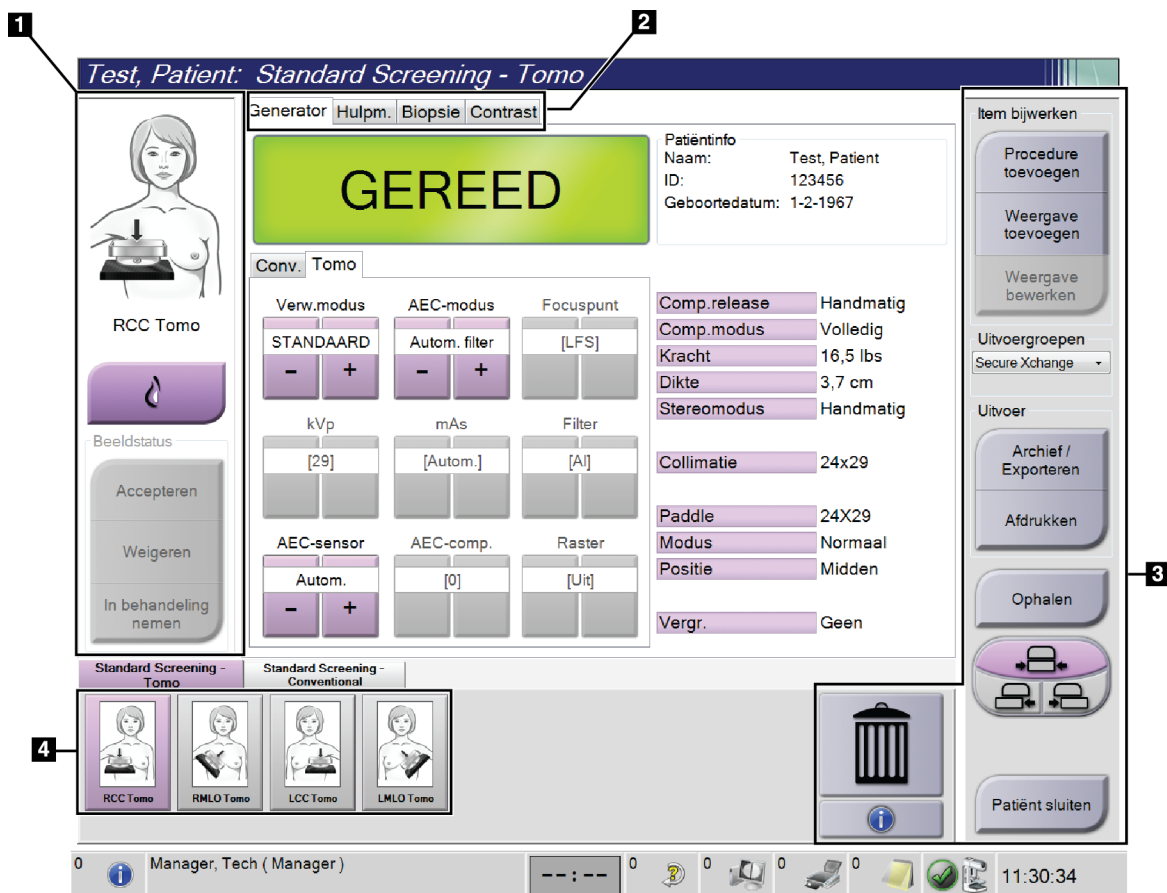 1
2
Test, Patient: Standard Screening - Tomo
Generator Hulpm. Biopsie Contrast
GEREED
Patiëntinfo
Naam: Test, Patient
ID: 123456
Geboortedatum: 1-2-1967
RCC Tomo
Beeldstatus
Accepteren
Weigeren
In behandeling
nemen
Conv. Tomo
Verw.modus AEC-modus Focuspunt
STANDAARD Autom. filter [LFS]
- + - +
kVp mAs Filter
[29] [Autom.] [Al]
AEC-sensor AEC-comp. Raster
Autom. [0] [Uit]
- +
Comp.release Handmatig
Comp.modus Volledig
Kracht 16,5 lbs
Dikte 3,7 cm
Stereomodus Handmatig
Collimatie 24x29
Paddle 24X29
Modus Normaal
Positie Midden
Vergr. Geen
Item bijwerken
Procedure
toevoegen
Weergave
toevoegen
Weergave
bewerken
Uitvoergroepen
Secure Xchange
Uitvoer
Archief /
Exporteren
Afdrukken
3
Ophalen
Patiënt sluiten
Standard Screening -
Tomo
Standard Screening -
Conventional
4
RCC Tomo RMLO Tomo LCC Tomo LMLO Tomo
0 Manager, Tech ( Manager ) --:-- 0 0 0 0 11:30:34